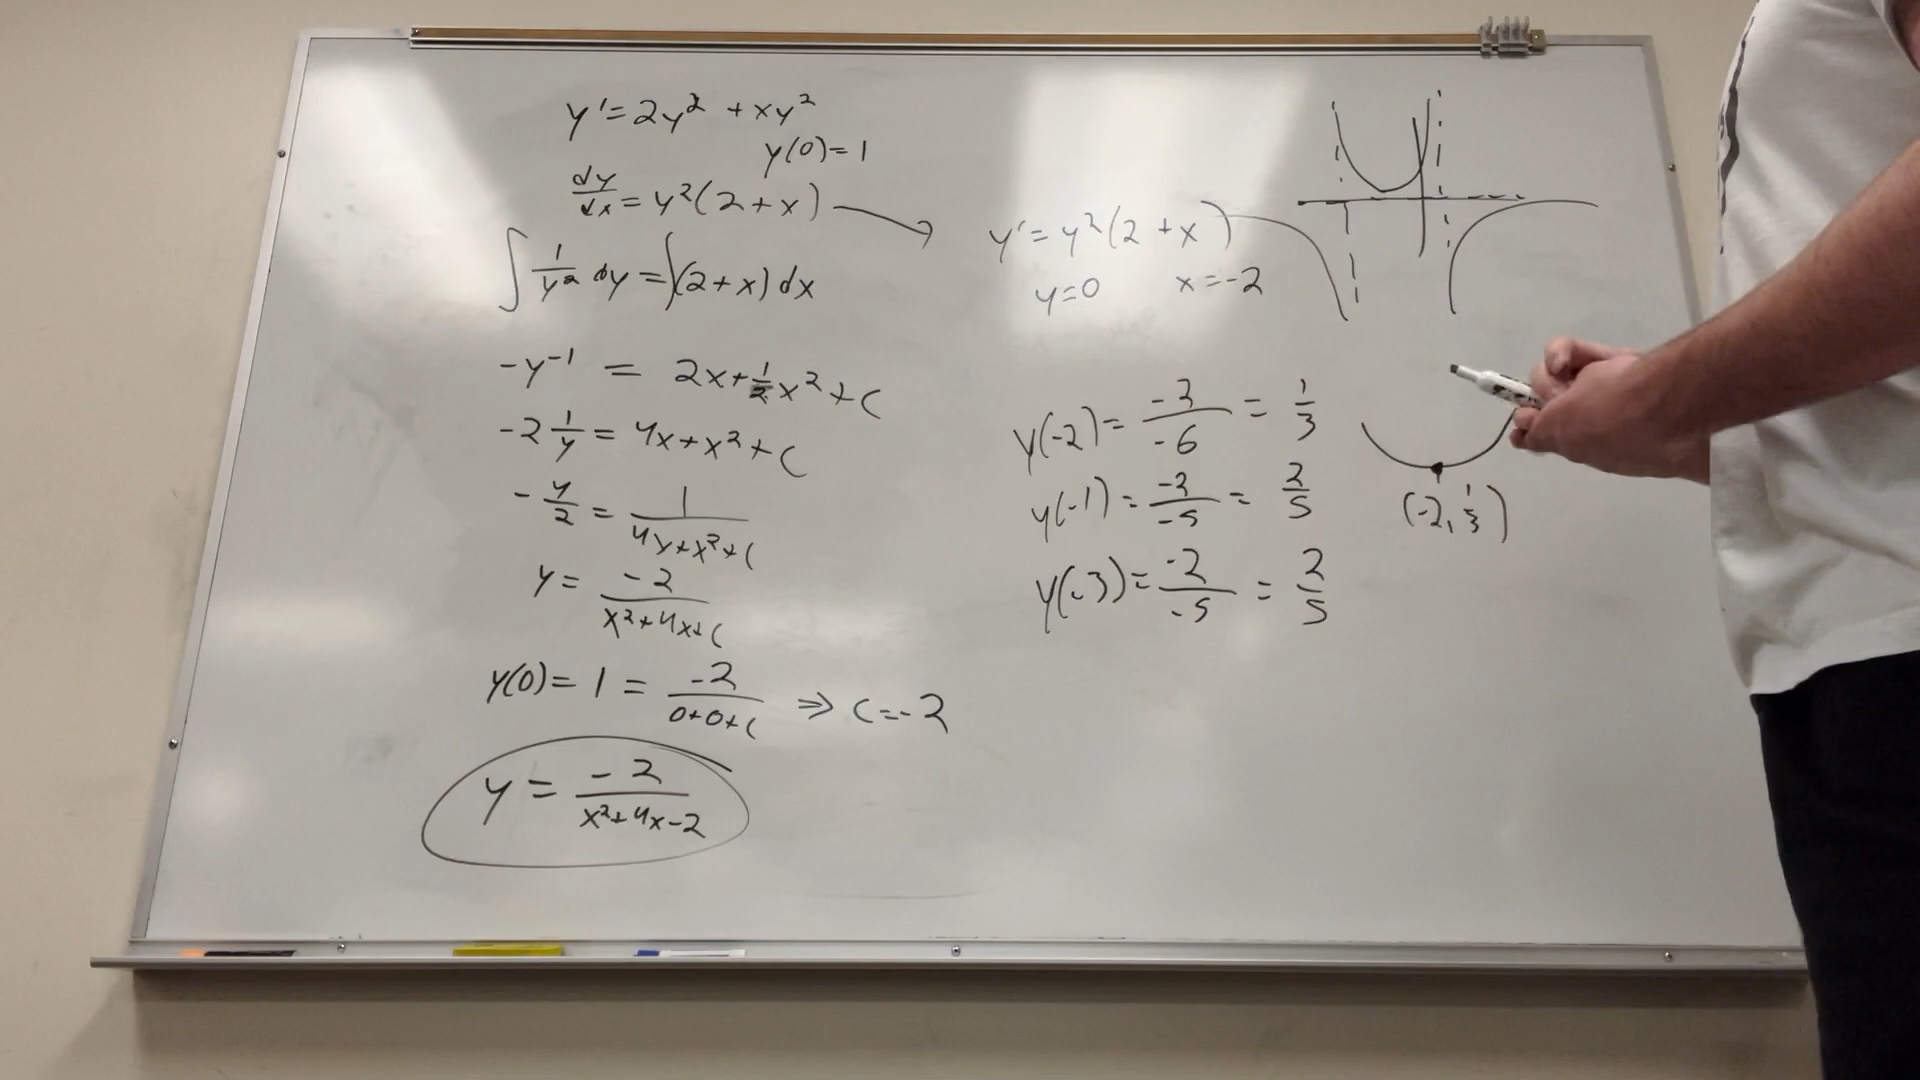 y' = 2y² + xy²
y(0) = 1
dy/dx = y²(2 + x) →
∫ 1/y² dy = ∫(2 + x) dx
-y⁻¹ = 2x + 1/2 x² + C
-2 1/y = 4x + x² + C
- y/2 = 1/(4x + x² + C)
y = -2/(x² + 4x + C)
y(0) = 1 = -2/(0 + 0 + C) ⇒ C = -2
y = -2/(x² + 4x - 2)
y' = y²(2 + x)
y = 0 x = -2
y(-2) = -2/-6 = 1/3
y(-1) = -2/-5 = 2/5
y(-3) = -2/-5 = 2/5
(-2, 1/3)